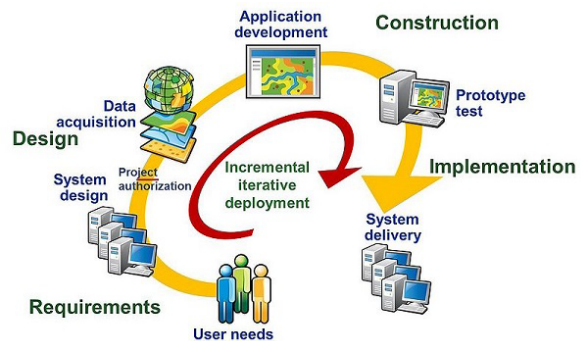 Application
development
Construction
Data
acquisition
Prototype
test
Design
Project
authorization
Incremental
iterative
deployment
Implementation
System
design
System
delivery
Requirements
User needs